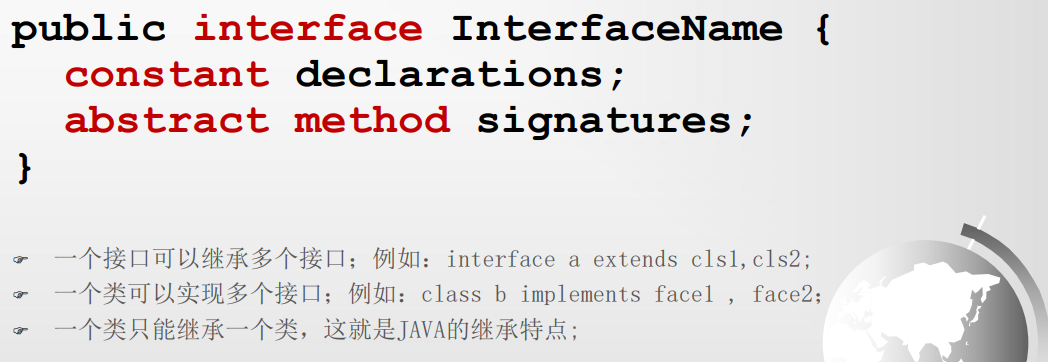 public interface InterfaceName {
constant declarations;
abstract method signatures;
}
☞ 一个接口可以继承多个接口；例如：interface a extends cls1,cls2;
☞ 一个类可以实现多个接口；例如：class b implements face1 , face2;
☞ 一个类只能继承一个类，这就是JAVA的继承特点;